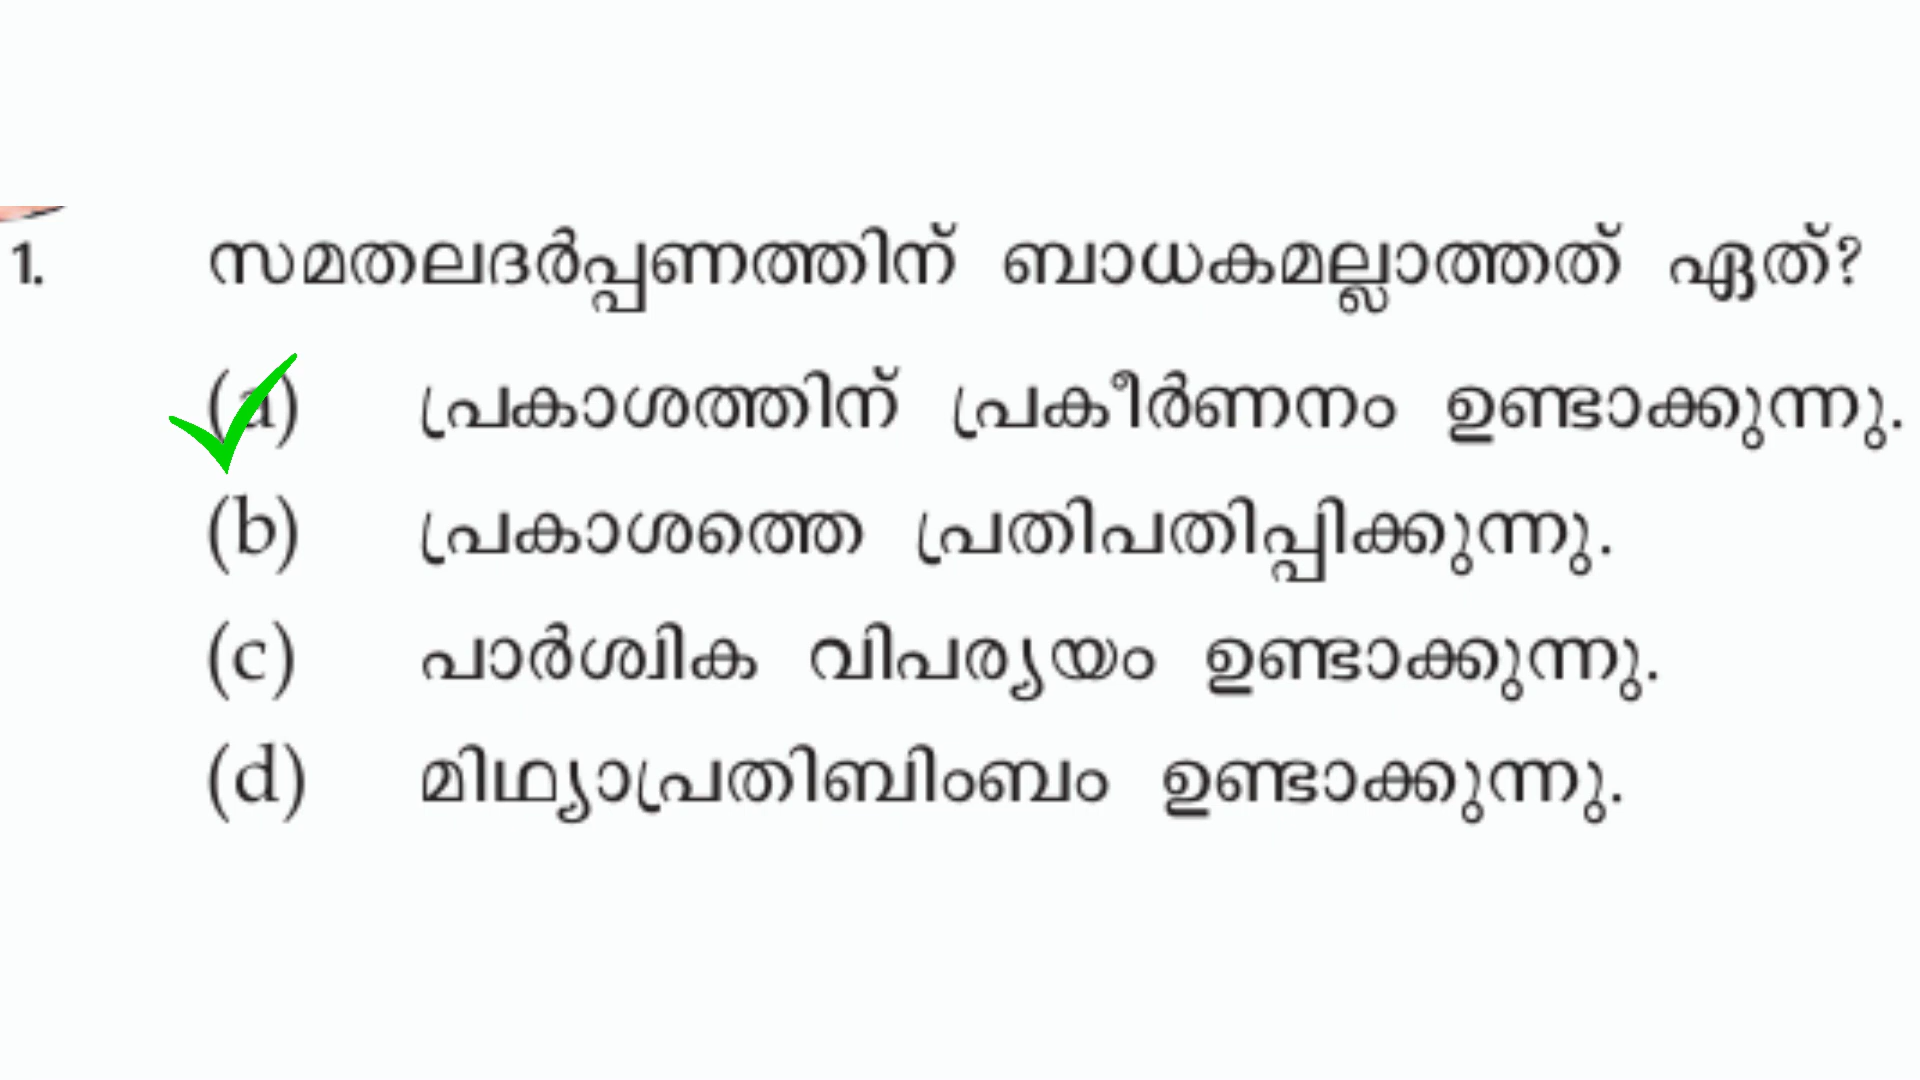 1. സമതലദർപ്പണത്തിന് ബാധകമല്ലാത്തത് ഏത്?
(a) പ്രകാശത്തിന് പ്രകീർണനം ഉണ്ടാക്കുന്നു.
(b) പ്രകാശത്തെ പ്രതിപതിപ്പിക്കുന്നു.
(c) പാർശ്വിക വിപര്യയം ഉണ്ടാക്കുന്നു.
(d) മിഥ്യാപ്രതിബിംബം ഉണ്ടാക്കുന്നു.